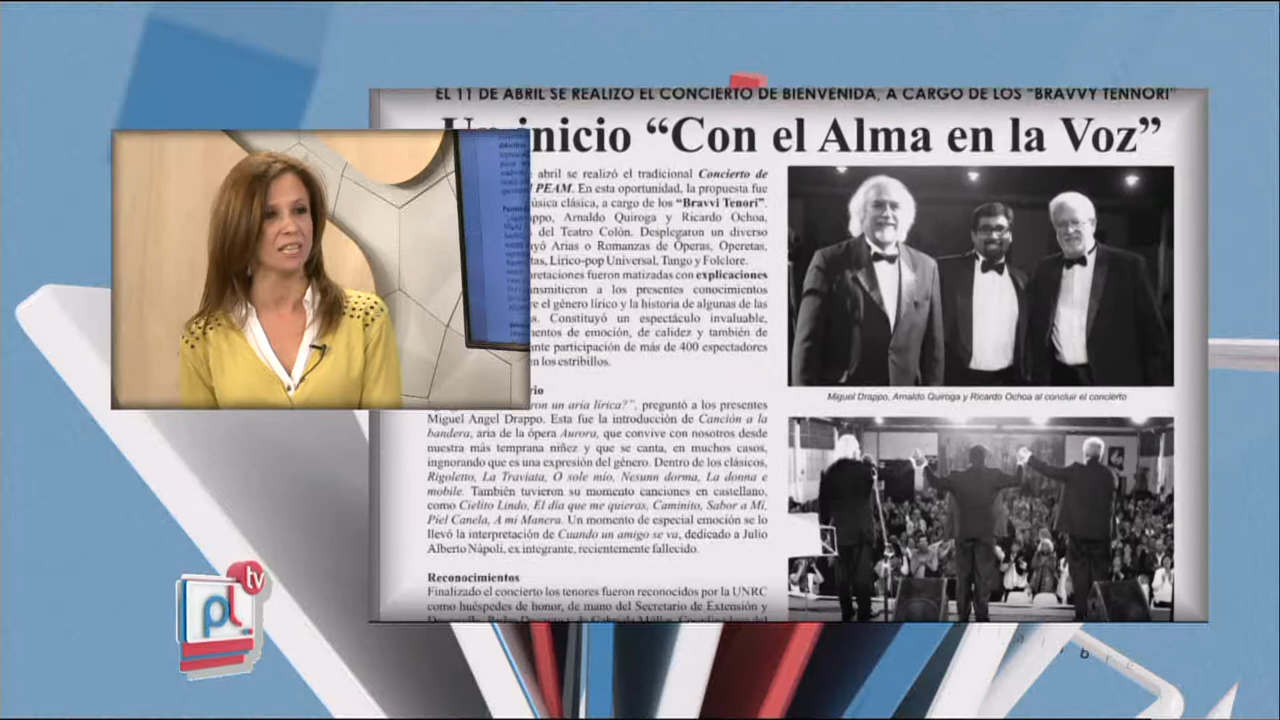 EL 11 DE ABRIL SE REALIZO EL CONCIERTO DE BIENVENIDA, A CARGO DE LOS "BRAVVY TENNORI"
inicio "Con el Alma en la Voz"
abril se realizó el tradicional Concierto de
PEAM. En esta oportunidad, la propuesta fue
a cargo de los "Bravvi Tenori".
Arnaldo Quiroga y Ricardo Ochoa,
del Teatro Colón. Desplegaron un diverso
Arias o Romanzas de Óperas, Operetas,
Lírico-pop Universal, Tango y Folclore.
fueron matizadas con explicaciones
a los presentes conocimientos
el género lírico y la historia de algunas de las
Constituyó un espectáculo invaluable,
de emoción, de calidez y también de
participación de más de 400 espectadores
en los estribillos.
un aria lírica?", preguntó a los presentes
Miguel Angel Drappo. Esta fue la introducción de Canción a la
bandera, aria de la ópera Aurora, que convive con nosotros desde
nuestra más temprana niñez y que se canta, en muchos casos,
ingnorando que es una expresión del género. Dentro de los clásicos,
Rigoletto, La Traviata, O sole mío, Nesunn dorma, La donna e
mobile. También tuvieron su momento canciones en castellano,
como Cielito Lindo, El día que me quieras, Caminito, Sabor a Mi,
Piel Canela, A mi Manera. Un momento de especial emoción se lo
llevó la interpretación de Cuando un amigo se va, dedicado a Julio
Alberto Nápoli, ex integrante, recientemente fallecido.
Reconocimientos
Finalizado el concierto los tenores fueron reconocidos por la UNRC
como huéspedes de honor, de mano del Secretario de Extensión y
Miguel Drappo, Arnaldo Quiroga y Ricardo Ochoa al concluir el concierto
pl
tv